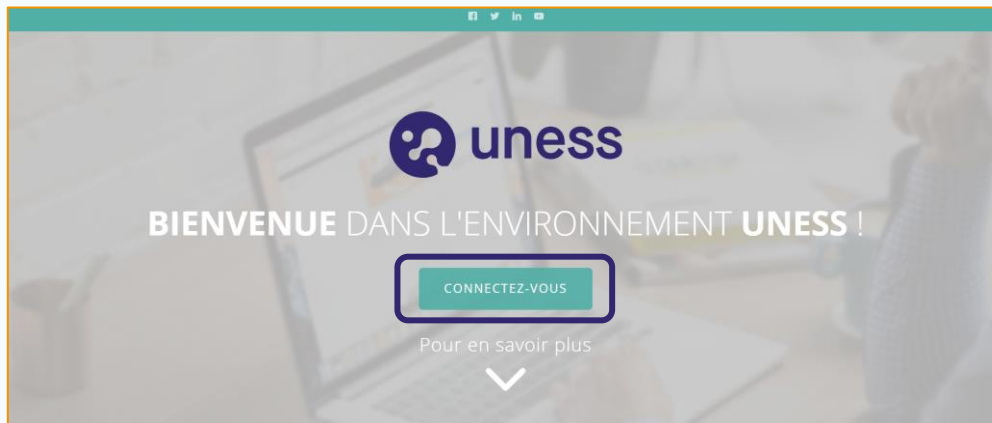 uness
BIENVENUE DANS L'ENVIRONNEMENT UNESS !
CONNECTEZ-VOUS
Pour en savoir plus